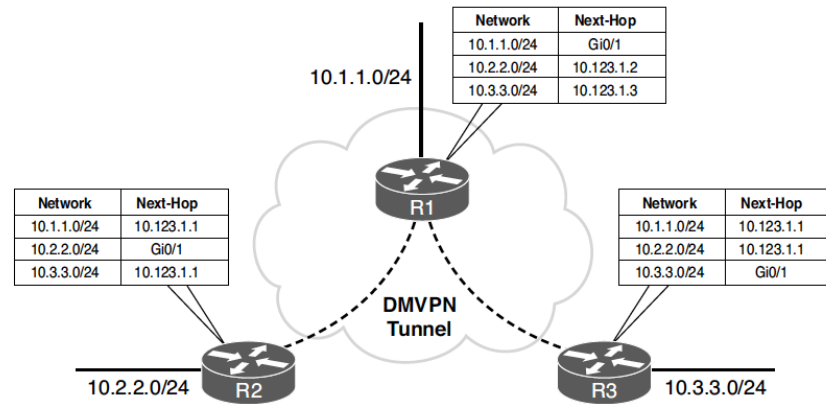 Network Next-Hop
10.1.1.0/24 Gi0/1
10.2.2.0/24 10.123.1.2
10.3.3.0/24 10.123.1.3
10.1.1.0/24
R1
Network Next-Hop
10.1.1.0/24 10.123.1.1
10.2.2.0/24 Gi0/1
10.3.3.0/24 10.123.1.1
Network Next-Hop
10.1.1.0/24 10.123.1.1
10.2.2.0/24 10.123.1.1
10.3.3.0/24 Gi0/1
DMVPN
Tunnel
10.2.2.0/24
R2
R3
10.3.3.0/24